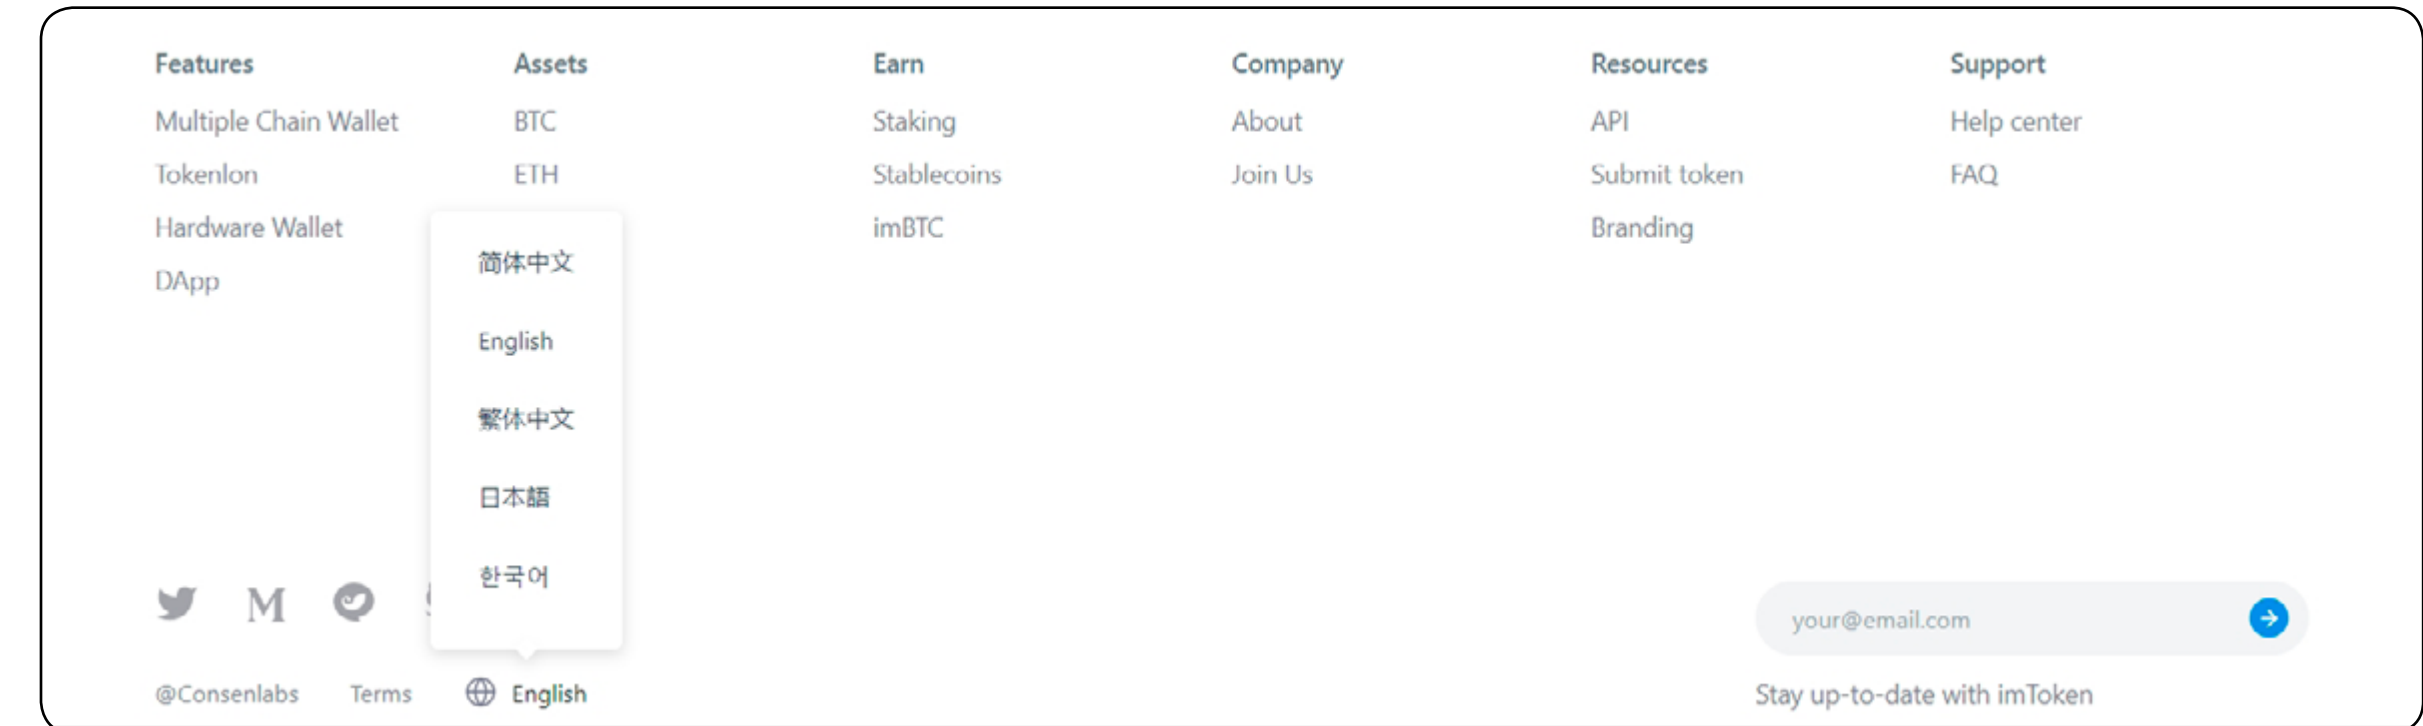 Features
Multiple Chain Wallet
Tokenlon
Hardware Wallet
DApp
Assets
BTC
ETH
Earn
Staking
Stablecoins
imBTC
Company
About
Join Us
Resources
API
Submit token
Branding
Support
Help center
FAQ
简体中文
English
繁体中文
日本語
한국어
your@email.com
@Consenlabs Terms English
Stay up-to-date with imToken